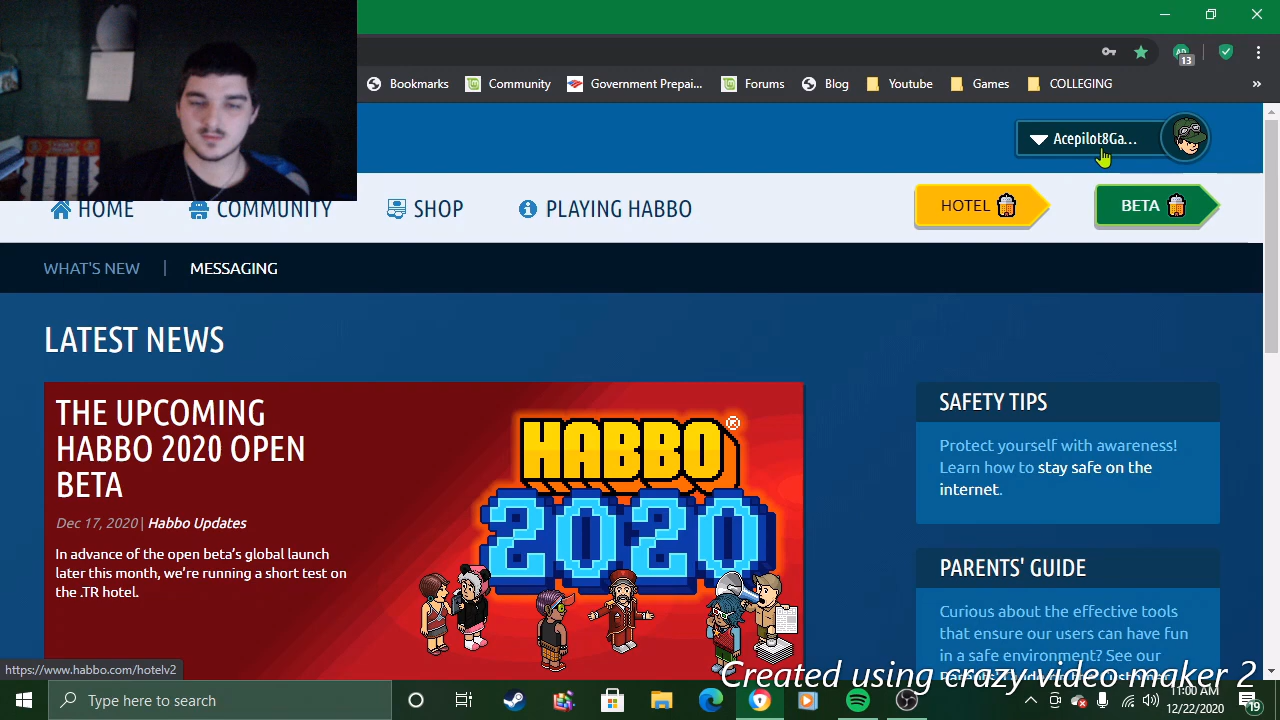 13
Bookmarks
Community
Government Prepai...
Forums
Blog
Youtube
Games
COLLEGING
»
Acepilot8Ga...
HOME
COMMUNITY
SHOP
PLAYING HABBO
HOTEL
BETA
WHAT'S NEW | MESSAGING
LATEST NEWS
THE UPCOMING
HABBO 2020 OPEN
BETA
Dec 17, 2020 | Habbo Updates
In advance of the open beta's global launch
later this month, we're running a short test on
the .TR hotel.
HABBO ®
2020
SAFETY TIPS
Protect yourself with awareness!
Learn how to stay safe on the
internet.
PARENTS' GUIDE
Curious about the effective tools
that ensure our users can have fun
in a safe environment? See our
https://www.habbo.com/hotelv2
Created using crazy video maker 2
Type here to search
11:00 AM
12/22/2020
19